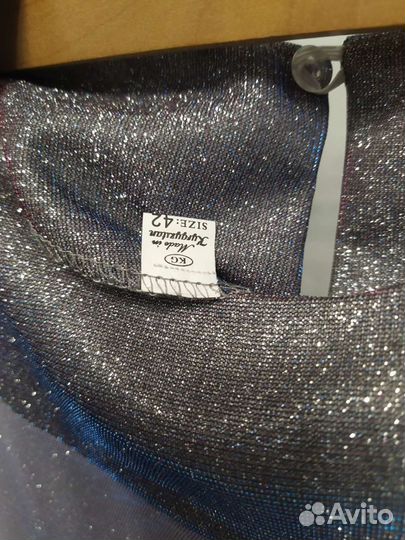 KG
Made in
Kyrgyzstan
SIZE: 42
Avito